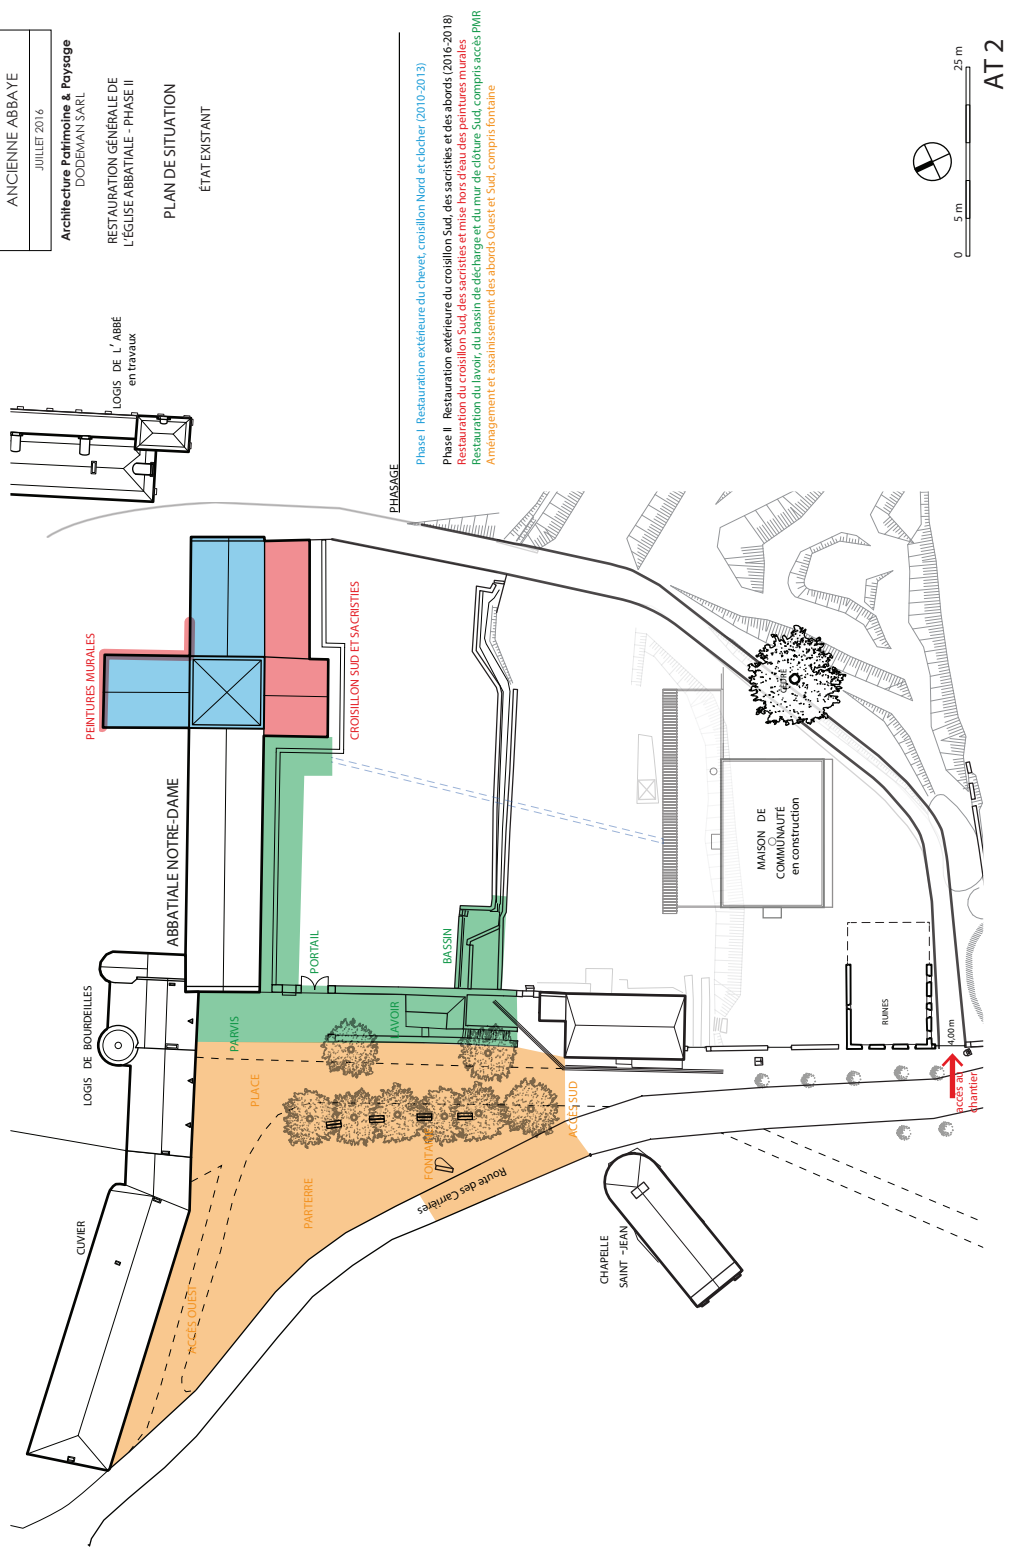 ANCIENNE ABBAYE
JUILLET 2016
Architecture Patrimoine & Paysage
DODEMAN SARL
RESTAURATION GÉNÉRALE DE
L'ÉGLISE ABBATIALE - PHASE II
PLAN DE SITUATION
ÉTAT EXISTANT
PHASAGE
Phase I Restauration extérieure du chevet, croisillon Nord et clocher (2010-2013)
Phase II Restauration extérieure du croisillon Sud, des sacristies et des abords (2016-2018)
Restauration du croisillon Sud, des sacristies et mise hors d'eau des peintures murales
Restauration du lavoir, du bassin de décharge et du mur de clôture Sud, compris accès PMR
Aménagement et assainissement des abords Ouest et Sud, compris fontaine
0 5 m 25 m
AT 2
LOGIS DE L' ABBÉ
en travaux
PEINTURES MURALES
CROISILLON SUD ET SACRISTIES
ABBATIALE NOTRE-DAME
PORTAIL
BASSIN
LAVOIR
PARVIS
LOGIS DE BOURDEILLES
PLACE
CUVIER
PARTERRE
FONTAINE
ACCÈS OUEST
ACCÈS SUD
Route des Carrières
CHAPELLE
SAINT -JEAN
MAISON DE
COMMUNAUTÉ
en construction
RUINES
4,00 m
accès au
chantier